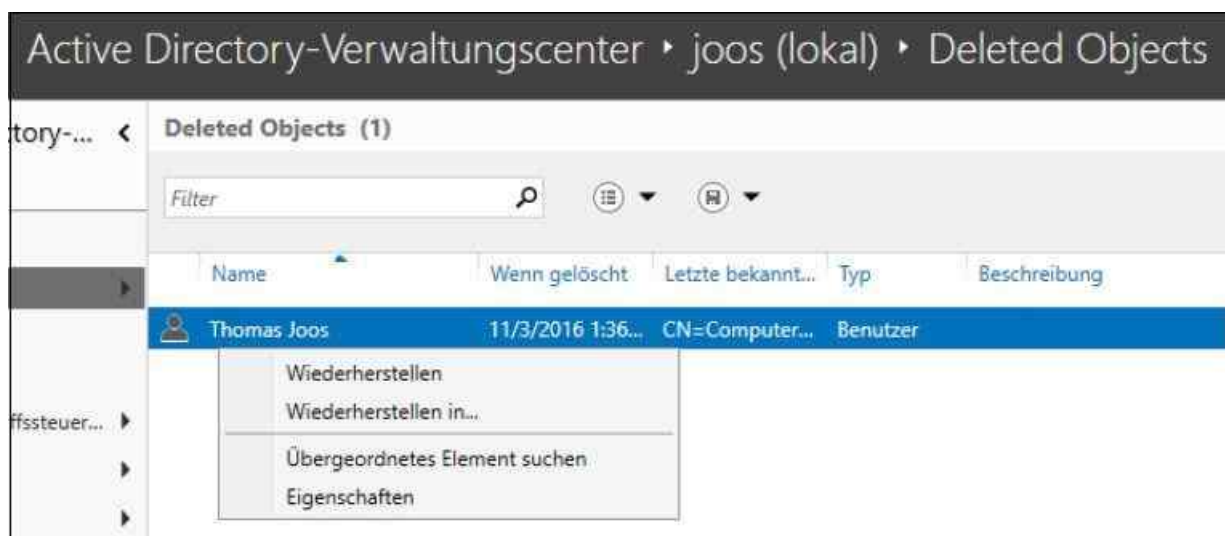 Active Directory-Verwaltungscenter ‣ joos (lokal) ‣ Deleted Objects
tory-...
Deleted Objects (1)
Filter
Name Wenn gelöscht Letzte bekannt... Typ Beschreibung
Thomas Joos 11/3/2016 1:36... CN=Computer... Benutzer
Wiederherstellen
Wiederherstellen in...
ffssteuer...
Übergeordnetes Element suchen
Eigenschaften